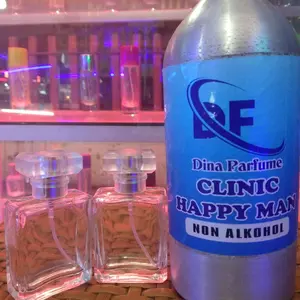 DF
Dina Parfume
CLINIC
HAPPY MAN
NON ALKOHOL